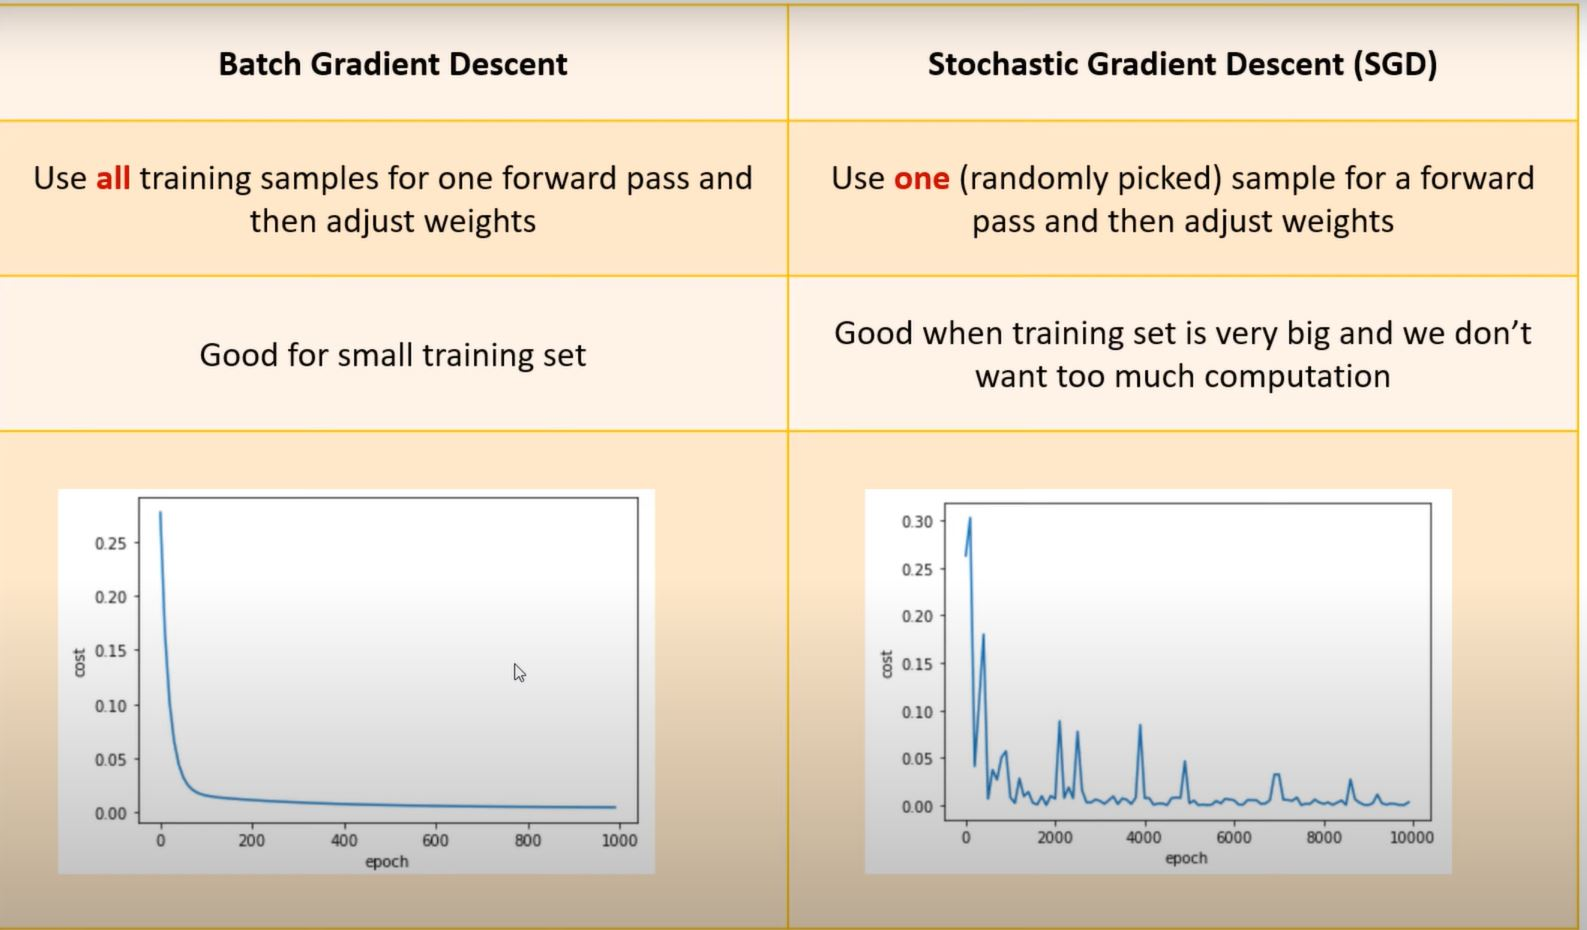 Batch Gradient Descent
Stochastic Gradient Descent (SGD)
Use all training samples for one forward pass and
then adjust weights
Use one (randomly picked) sample for a forward
pass and then adjust weights
Good for small training set
Good when training set is very big and we don’t
want too much computation
0.25
0.20
0.15
0.10
0.05
0.00
cost
0 200 400 600 800 1000
epoch
0.30
0.25
0.20
0.15
0.10
0.05
0.00
cost
0 2000 4000 6000 8000 10000
epoch